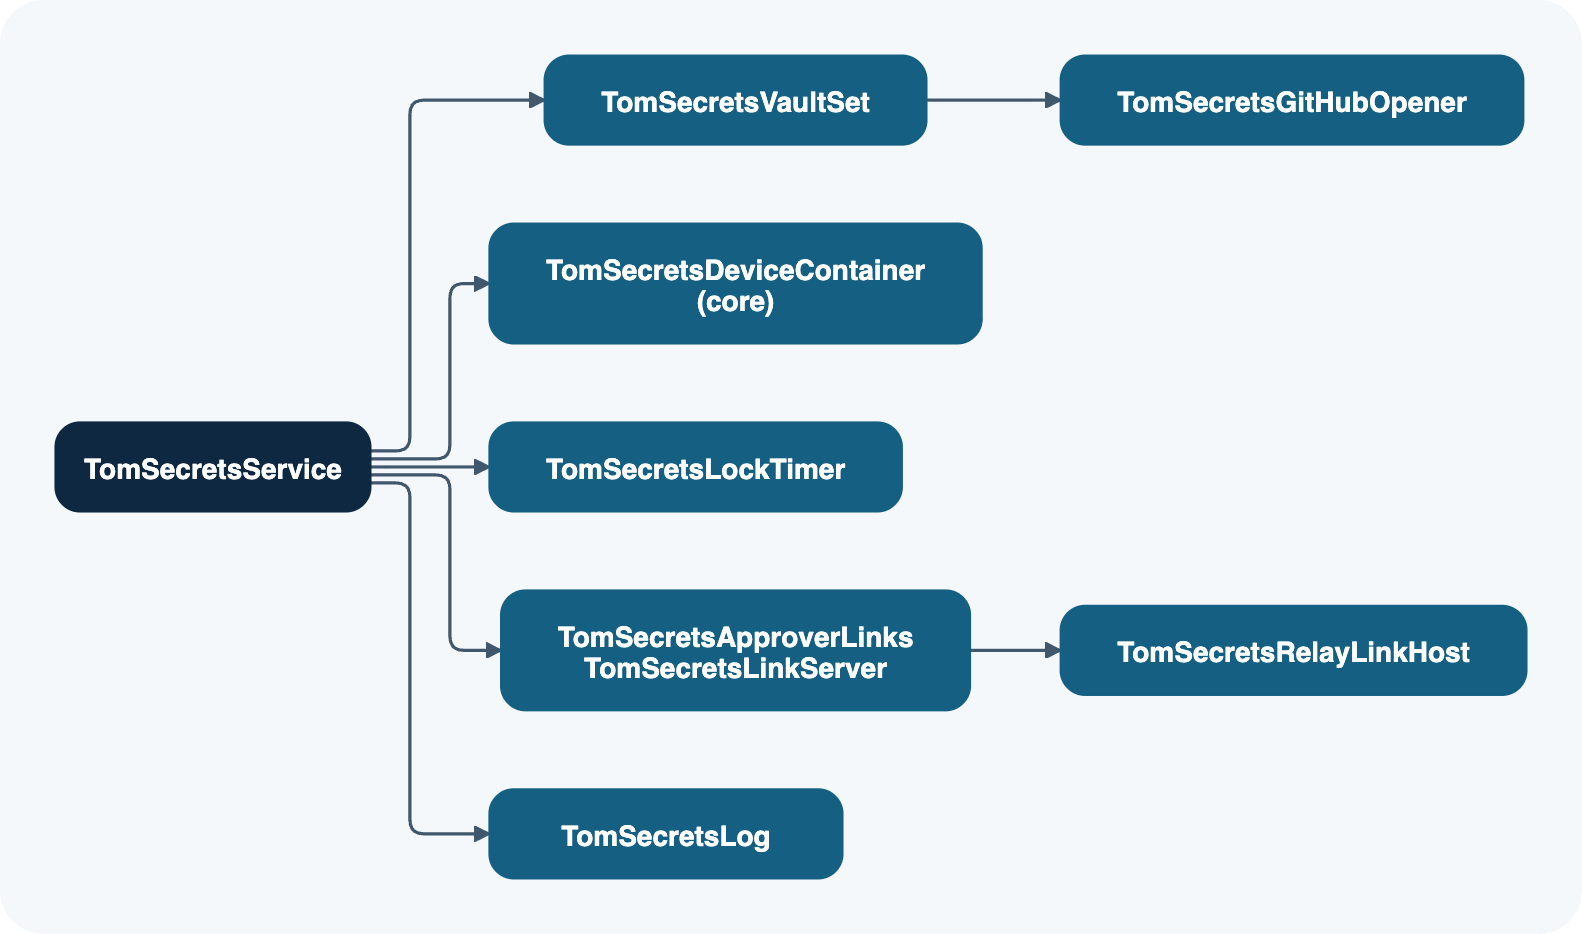 TomSecretsVaultSet
TomSecretsGitHubOpener
TomSecretsDeviceContainer
(core)
TomSecretsService
TomSecretsLockTimer
TomSecretsApproverLinks
TomSecretsLinkServer
TomSecretsRelayLinkHost
TomSecretsLog